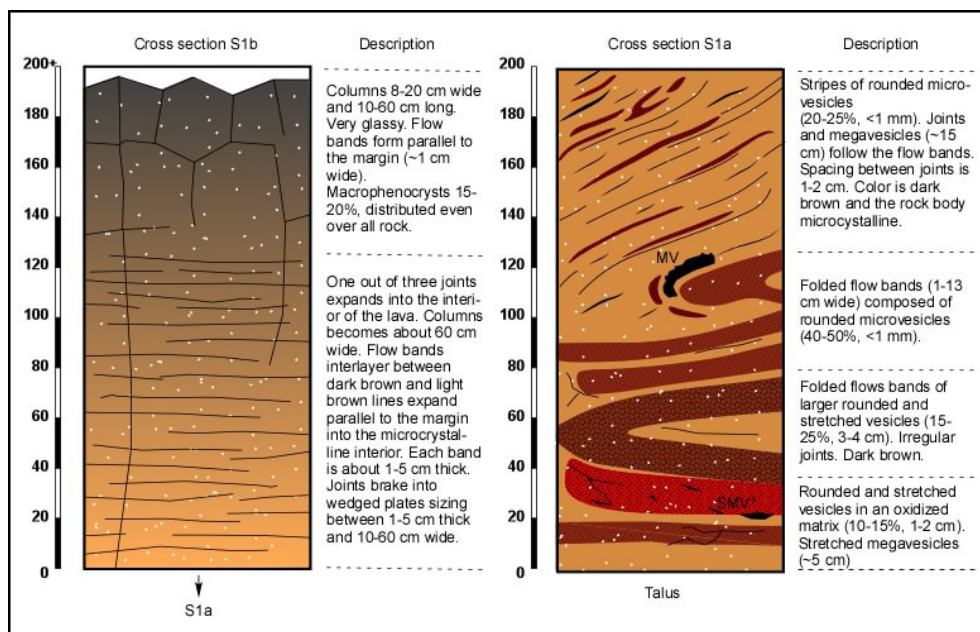 Cross section S1b
Description
200+
180
160
140
120
100
80
60
40
20
0
Columns 8-20 cm wide
and 10-60 cm long.
Very glassy. Flow
bands form parallel to
the margin (~1 cm
wide).
Macrophenocrysts 15-
20%, distributed even
over all rock.
One out of three joints
expands into the interi-
or of the lava. Columns
becomes about 60 cm
wide. Flow bands
interlayer between
dark brown and light
brown lines expand
parallel to the margin
into the microcrystal-
line interior. Each band
is about 1-5 cm thick.
Joints brake into
wedged plates sizing
between 1-5 cm thick
and 10-60 cm wide.
S1a
Cross section S1a
Description
200
180
160
140
120
100
80
60
40
20
0
MV
SMV
Talus
Stripes of rounded micro-
vesicles
(20-25%, <1 mm). Joints
and megavesicles (~15
cm) follow the flow bands.
Spacing between joints is
1-2 cm. Color is dark
brown and the rock body
microcystalline.
Folded flow bands (1-13
cm wide) composed of
rounded microvesicles
(40-50%, <1 mm).
Folded flows bands of
larger rounded and
stretched vesicles (15-
25%, 3-4 cm). Irregular
joints. Dark brown.
Rounded and stretched
vesicles in an oxidized
matrix (10-15%, 1-2 cm).
Stretched megavesicles
(~5 cm)